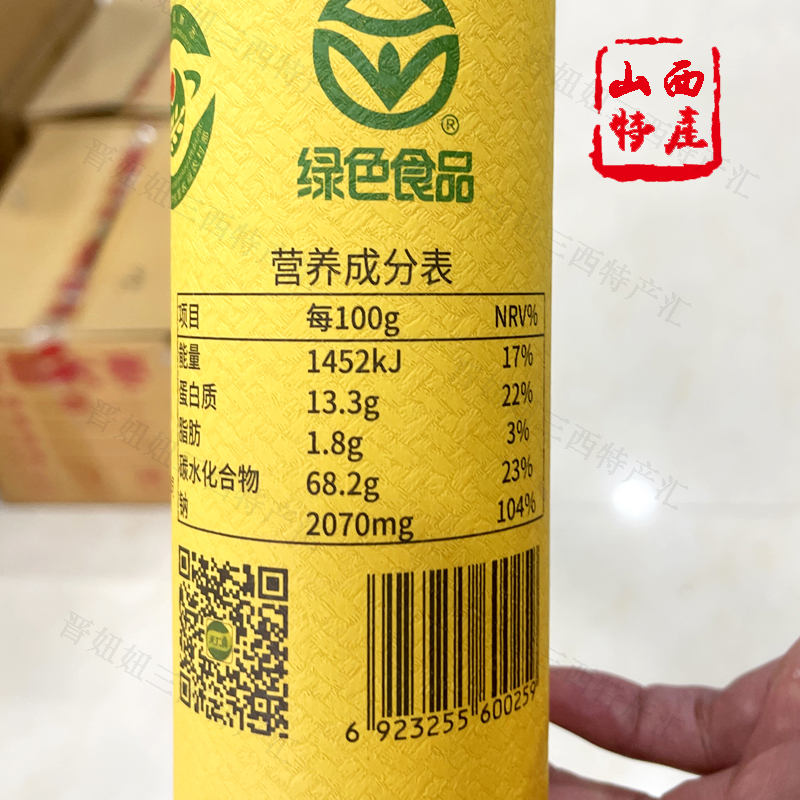 山西
特産
®
绿色食品
营养成分表
项目 每100g NRV%
能量 1452kJ 17%
蛋白质 13.3g 22%
脂肪 1.8g 3%
碳水化合物 68.2g 23%
钠 2070mg 104%
6 923255 600259
晋妞妞三西特产汇